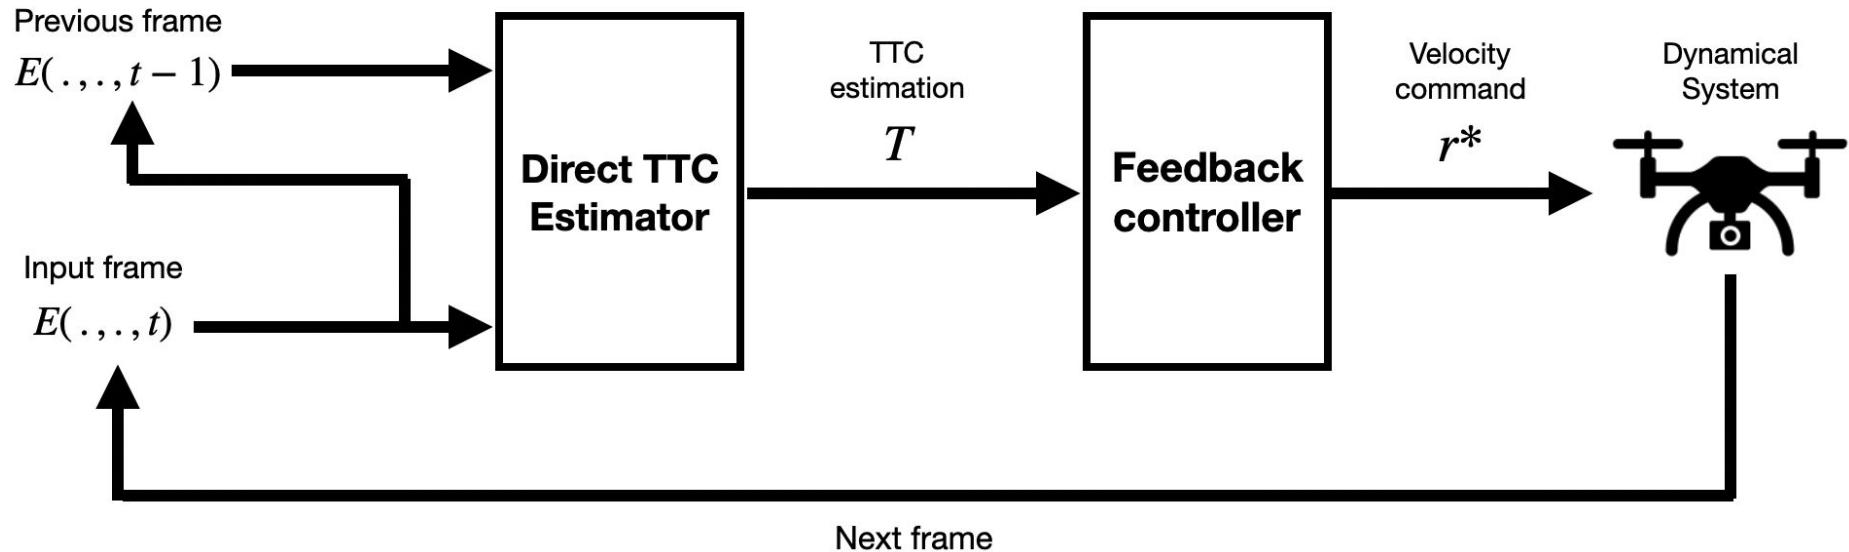 Previous frame
E(.,.,t − 1)
Input frame
E(.,.,t)
Direct TTC
Estimator
TTC
estimation
T
Feedback
controller
Velocity
command
r*
Dynamical
System
Next frame